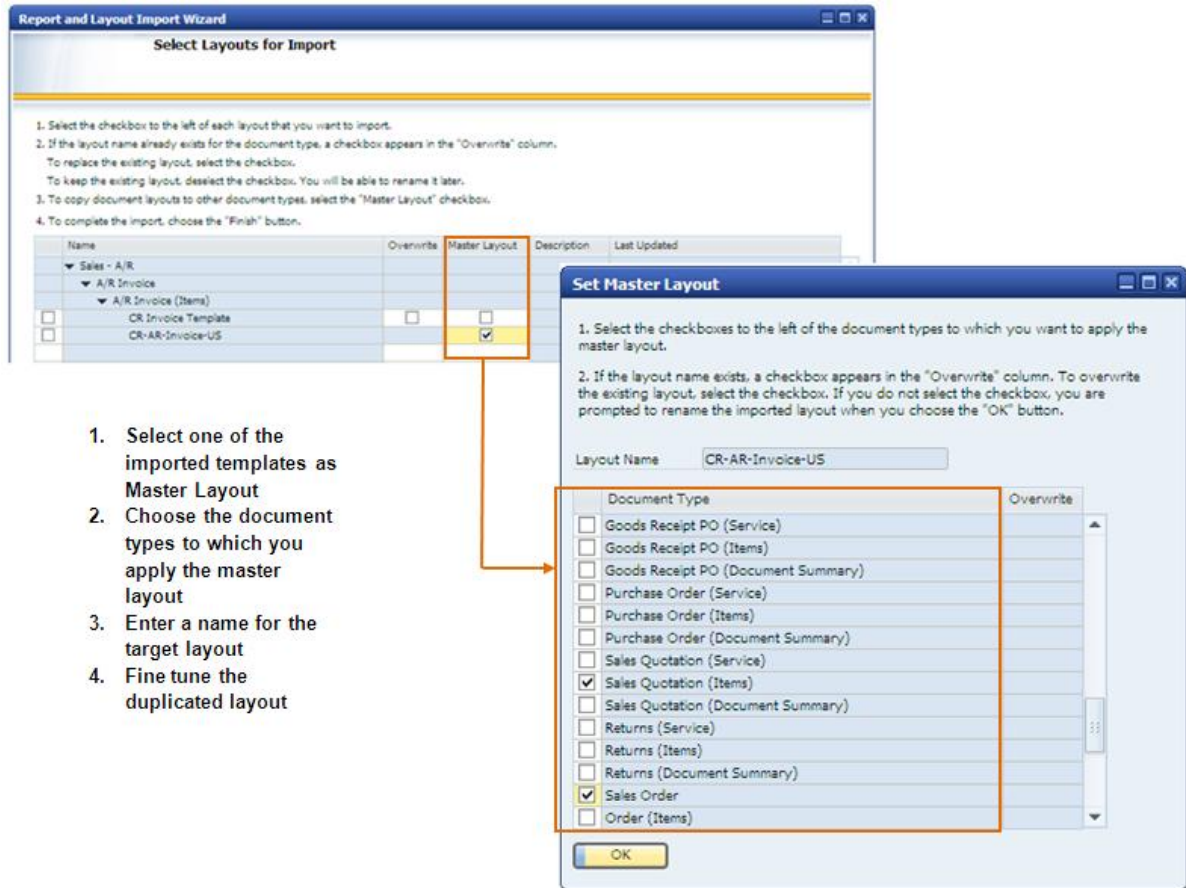 Report and Layout Import Wizard
Select Layouts for Import
1. Select the checkbox to the left of each layout that you want to import.
2. If the layout name already exists for the document type, a checkbox appears in the "Overwrite" column.
To replace the existing layout, select the checkbox.
To keep the existing layout, deselect the checkbox. You will be able to rename it later.
3. To copy document layouts to other document types, select the "Master Layout" checkbox.
4. To complete the import, choose the "Finish" button.
Name Overwrite Master Layout Description Last Updated
Sales - A/R
A/R Invoice
A/R Invoice (Items)
CR Invoice Template
CR-AR-Invoice-US
1. Select one of the
imported templates as
Master Layout
2. Choose the document
types to which you
apply the master
layout
3. Enter a name for the
target layout
4. Fine tune the
duplicated layout
Set Master Layout
1. Select the checkboxes to the left of the document types to which you want to apply the
master layout.
2. If the layout name exists, a checkbox appears in the "Overwrite" column. To overwrite
the existing layout, select the checkbox. If you do not select the checkbox, you are
prompted to rename the imported layout when you choose the "OK" button.
Layout Name CR-AR-Invoice-US
Document Type Overwrite
Goods Receipt PO (Service)
Goods Receipt PO (Items)
Goods Receipt PO (Document Summary)
Purchase Order (Service)
Purchase Order (Items)
Purchase Order (Document Summary)
Sales Quotation (Service)
Sales Quotation (Items)
Sales Quotation (Document Summary)
Returns (Service)
Returns (Items)
Returns (Document Summary)
Sales Order
Order (Items)
OK